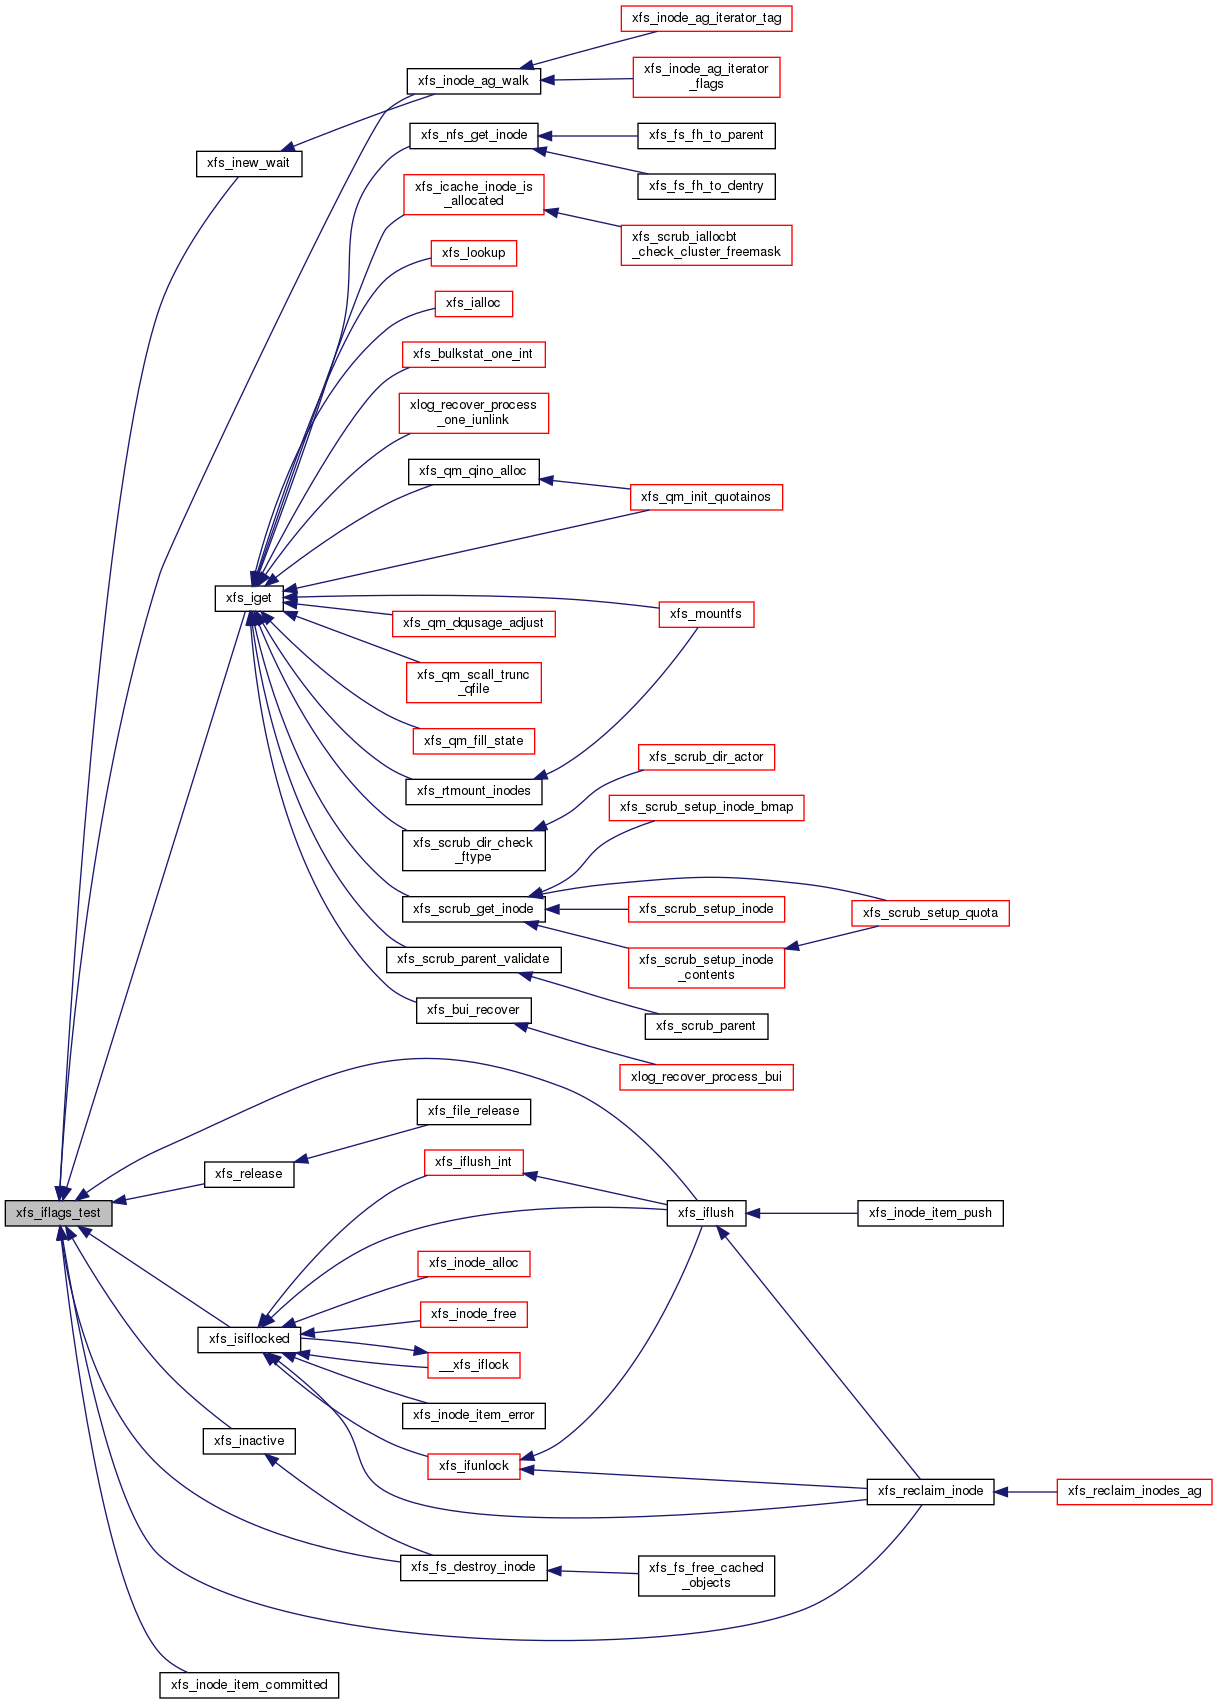 xfs_inode_ag_iterator_tag
xfs_inode_ag_walk
xfs_inode_ag_iterator
_flags
xfs_nfs_get_inode
xfs_fs_fh_to_parent
xfs_inew_wait
xfs_fs_fh_to_dentry
xfs_icache_inode_is
_allocated
xfs_scrub_iallocbt
_check_cluster_freemask
xfs_lookup
xfs_ialloc
xfs_bulkstat_one_int
xlog_recover_process
_one_iunlink
xfs_qm_qino_alloc
xfs_qm_init_quotainos
xfs_iget
xfs_mountfs
xfs_qm_dqusage_adjust
xfs_qm_scall_trunc
_qfile
xfs_qm_fill_state
xfs_scrub_dir_actor
xfs_rtmount_inodes
xfs_scrub_setup_inode_bmap
xfs_scrub_dir_check
_ftype
xfs_scrub_get_inode
xfs_scrub_setup_inode
xfs_scrub_setup_quota
xfs_scrub_parent_validate
xfs_scrub_setup_inode
_contents
xfs_bui_recover
xfs_scrub_parent
xlog_recover_process_bui
xfs_file_release
xfs_release
xfs_iflush_int
xfs_iflags_test
xfs_iflush
xfs_inode_item_push
xfs_inode_alloc
xfs_inode_free
xfs_isiflocked
__xfs_iflock
xfs_inode_item_error
xfs_inactive
xfs_ifunlock
xfs_reclaim_inode
xfs_reclaim_inodes_ag
xfs_fs_destroy_inode
xfs_fs_free_cached
_objects
xfs_inode_item_committed